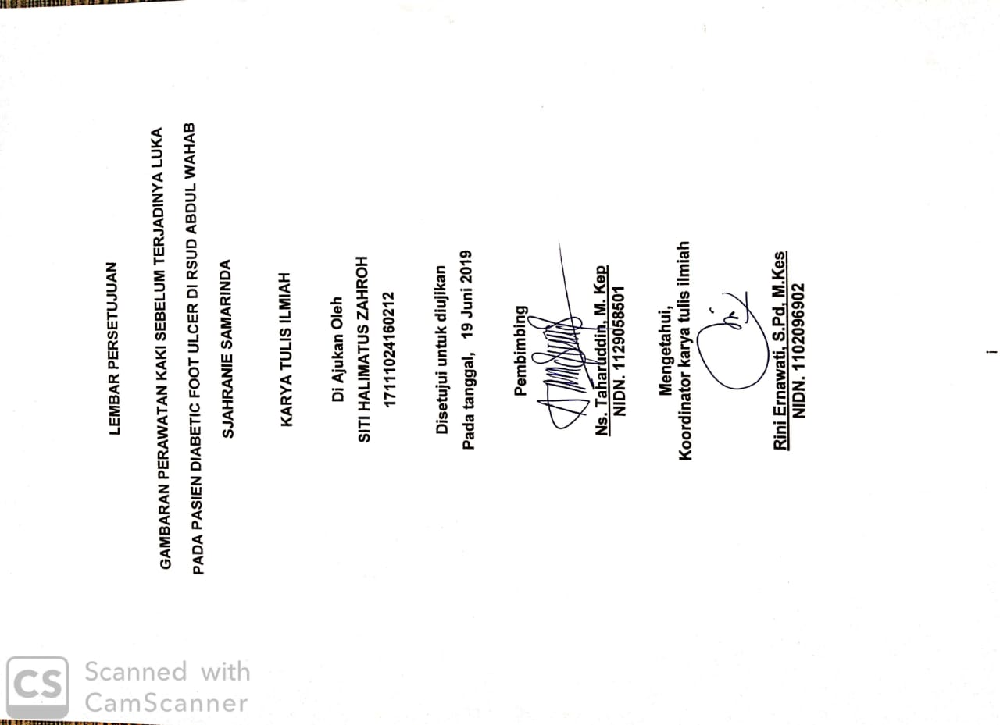 LEMBAR PERSETUJUAN
GAMBARAN PERAWATAN KAKI SEBELUM TERJADINYA LUKA
PADA PASIEN DIABETIC FOOT ULCER DI RSUD ABDUL WAHAB
SJAHRANIE SAMARINDA
KARYA TULIS ILMIAH
Di Ajukan Oleh
SITI HALIMATUS ZAHROH
17111024160212
Disetujui untuk diujikan
Pada tanggal, 19 Juni 2019
Pembimbing
Ns. Taharuddin, M. Kep
NIDN. 1129058501
Mengetahui,
Koordinator karya tulis ilmiah
Rini Ernawati, S.Pd, M.Kes
NIDN. 1102096902
i
CS
Scanned with
CamScanner